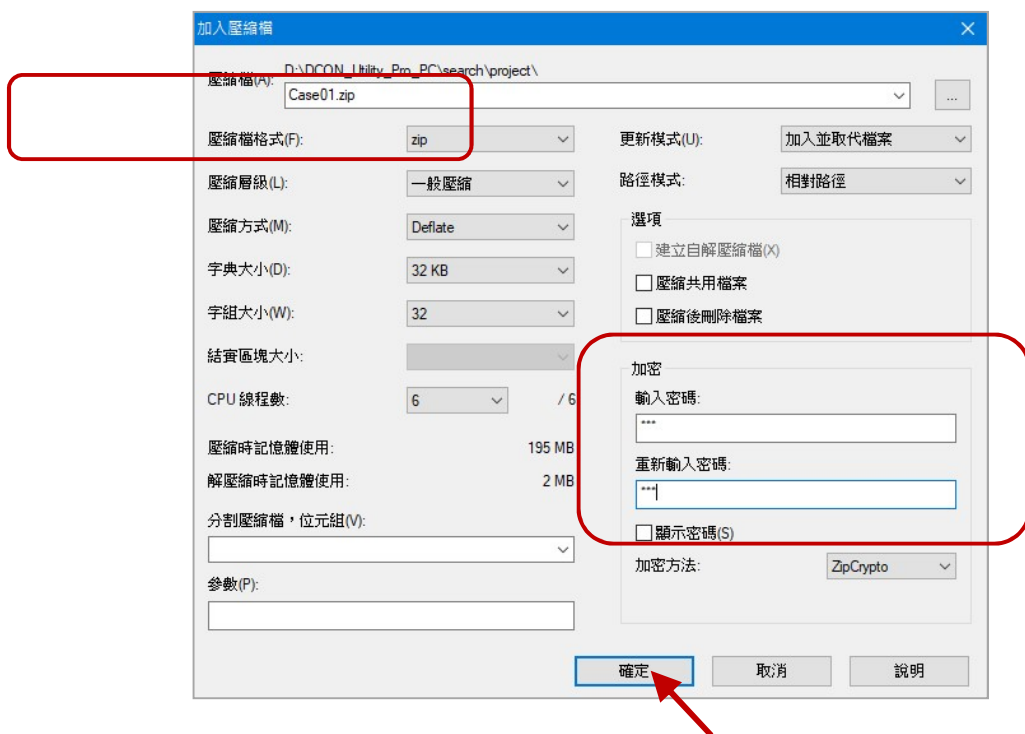 加入壓縮檔
壓縮檔(A):
D:\DCON_Utility_Pro_PC\search\project\
Case01.zip
...
壓縮檔格式(F):
zip
更新模式(U):
加入並取代檔案
壓縮層級(L):
一般壓縮
路徑模式:
相對路徑
壓縮方式(M):
Deflate
選項
建立自解壓縮檔(X)
字典大小(D):
32 KB
壓縮共用檔案
字組大小(W):
32
壓縮後刪除檔案
結實區塊大小:
加密
CPU 線程數:
6
/ 6
輸入密碼:
***
壓縮時記憶體使用:
195 MB
重新輸入密碼:
***
解壓縮時記憶體使用:
2 MB
分割壓縮檔，位元組(V):
顯示密碼(S)
加密方法:
ZipCrypto
參數(P):
確定
取消
說明